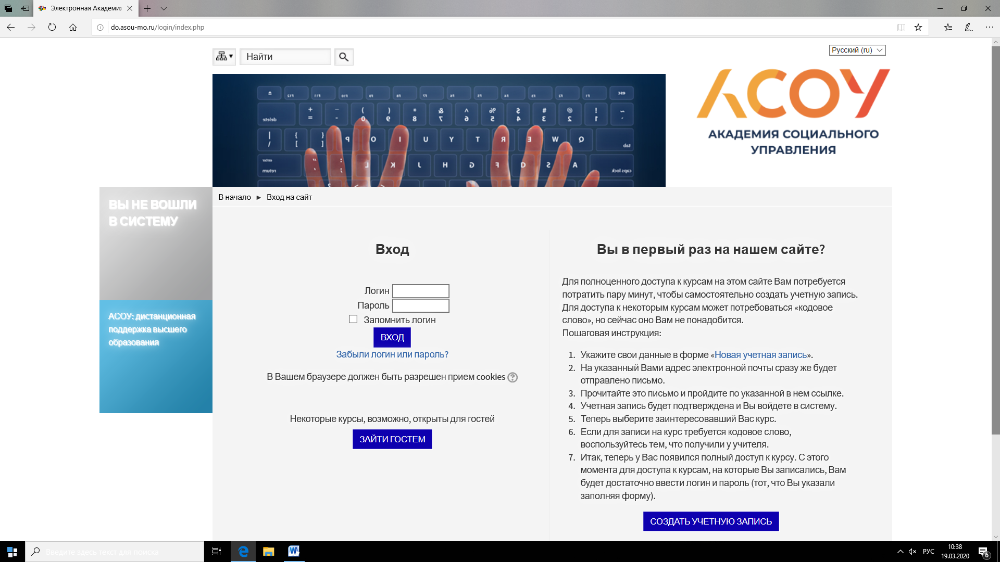 Электронная Академия
do.asou-mo.ru/login/index.php
Найти
Русский (ru)
АСОУ
АКАДЕМИЯ СОЦИАЛЬНОГО
УПРАВЛЕНИЯ
ВЫ НЕ ВОШЛИ
В СИСТЕМУ
АСОУ: дистанционная
поддержка высшего
образования
В начало ► Вход на сайт
Вход
Логин
Пароль
Запомнить логин
ВХОД
Забыли логин или пароль?
В Вашем браузере должен быть разрешен прием cookies
Некоторые курсы, возможно, открыты для гостей
ЗАЙТИ ГОСТЕМ
Вы в первый раз на нашем сайте?
Для полноценного доступа к курсам на этом сайте Вам потребуется
потратить пару минут, чтобы самостоятельно создать учетную запись.
Для доступа к некоторым курсам может потребоваться «кодовое
слово», но сейчас оно Вам не понадобится.
Пошаговая инструкция:
1. Укажите свои данные в форме «Новая учетная запись».
2. На указанный Вами адрес электронной почты сразу же будет
отправлено письмо.
3. Прочитайте это письмо и пройдите по указанной в нем ссылке.
4. Учетная запись будет подтверждена и Вы войдете в систему.
5. Теперь выберите заинтересовавший Вас курс.
6. Если для записи на курс требуется кодовое слово,
воспользуйтесь тем, что получили у учителя.
7. Итак, теперь у Вас появился полный доступ к курсу. С этого
момента для доступа к курсам, на которые Вы записались, Вам
будет достаточно ввести логин и пароль (тот, что Вы указали
заполняя форму).
СОЗДАТЬ УЧЕТНУЮ ЗАПИСЬ
Введите здесь текст для поиска
РУС
10:38
19.03.2020
6